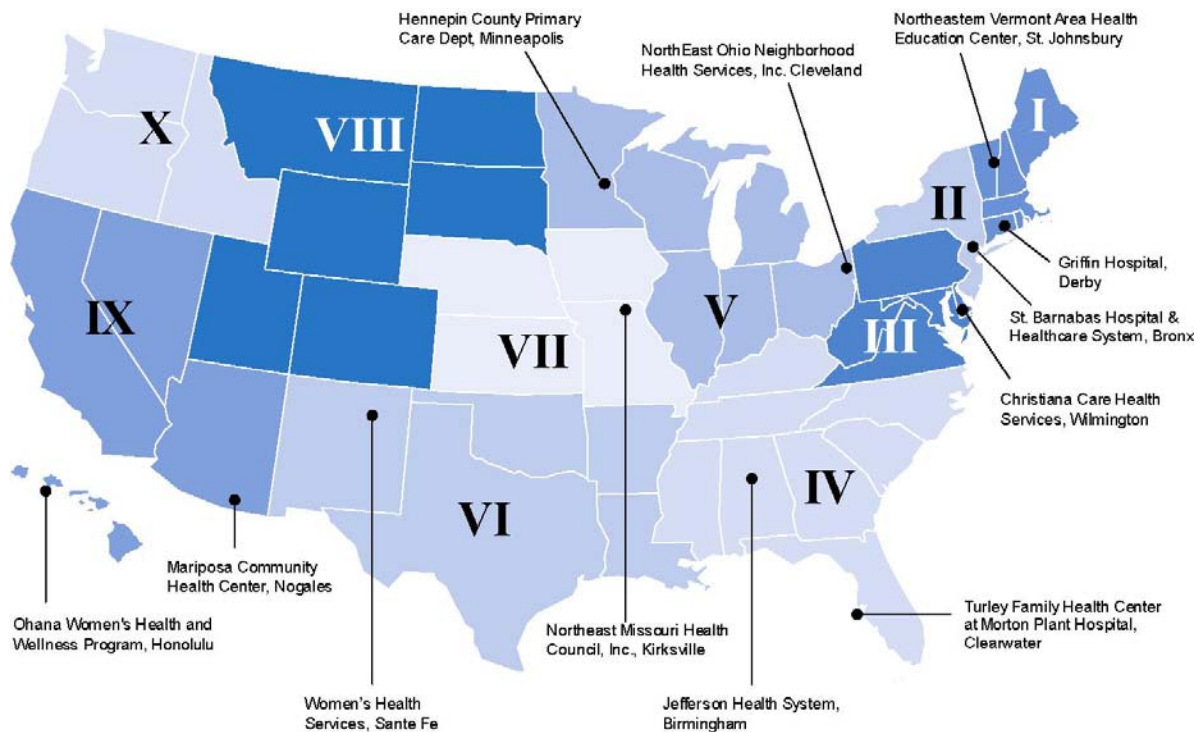 Hennepin County Primary
Care Dept, Minneapolis
Northeastern Vermont Area Health
Education Center, St. Johnsbury
NorthEast Ohio Neighborhood
Health Services, Inc. Cleveland
I
X
VIII
II
Griffin Hospital,
Derby
IX
V
St. Barnabas Hospital &
Healthcare System, Bronx
VII
III
Christiana Care Health
Services, Wilmington
IV
VI
Mariposa Community
Health Center, Nogales
Ohana Women's Health and
Wellness Program, Honolulu
Northeast Missouri Health
Council, Inc., Kirksville
Turley Family Health Center
at Morton Plant Hospital,
Clearwater
Women's Health
Services, Sante Fe
Jefferson Health System,
Birmingham